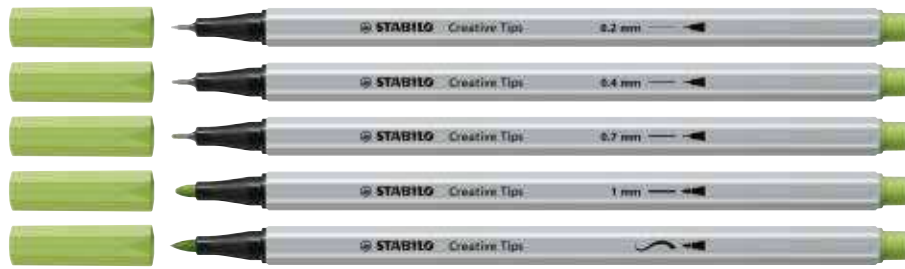 STABILO Creative Tips 0.2 mm
STABILO Creative Tips 0.4 mm
STABILO Creative Tips 0.7 mm
STABILO Creative Tips 1 mm
STABILO Creative Tips